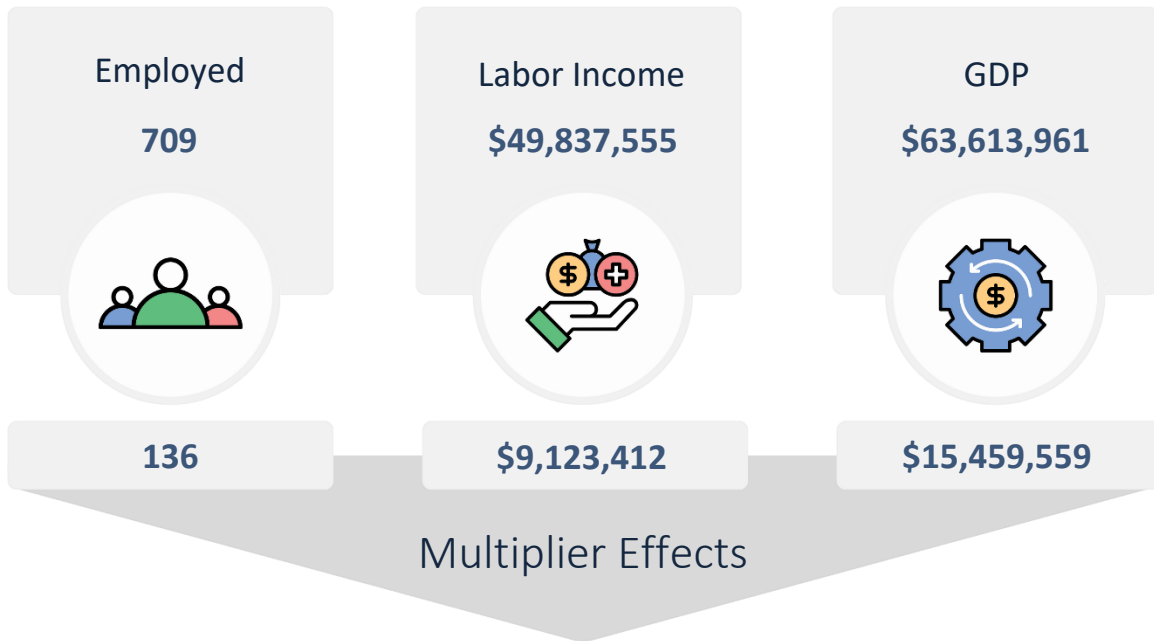 Employed
709
Labor Income
$49,837,555
GDP
$63,613,961
$
$
136
$9,123,412
$15,459,559
Multiplier Effects